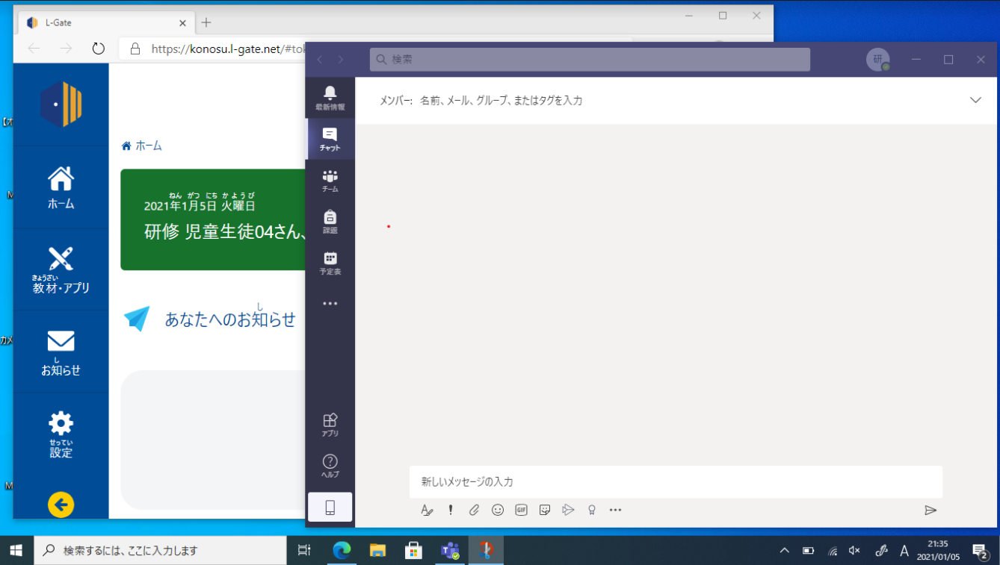 L-Gate
https://konosu.l-gate.net/#to
ホーム
ねん がつ にち かようび
2021年1月5日 火曜日
研修 児童生徒04さん、
し
あなたへのお知らせ
ホーム
きょうざい
教材・アプリ
し
お知らせ
せってい
設定
検索
研
最新情報
チャット
チーム
課題
予定表
アプリ
ヘルプ
メンバー: 名前、メール、グループ、またはタグを入力
新しいメッセージの入力
GIF
カメ
検索するには、ここに入力します
A
21:35
2021/01/05
2